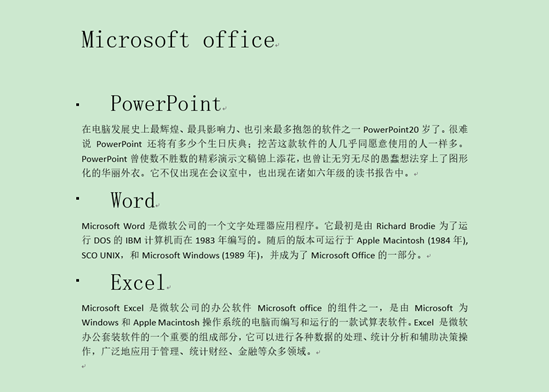 Microsoft office
PowerPoint
在电脑发展史上最辉煌、最具影响力、也引来最多抱怨的软件之一 PowerPoint20 岁了。很难
说 PowerPoint 还将有多少个生日庆典；挖苦这款软件的人几乎同愿意使用的人一样多。
PowerPoint 曾使数不胜数的精彩演示文稿锦上添花，也曾让无穷无尽的愚蠢想法穿上了图形
化的华丽外衣。它不仅出现在会议室中，也出现在诸如六年级的读书报告中。
Word
Microsoft Word 是微软公司的一个文字处理器应用程序。它最初是由 Richard Brodie 为了运
行 DOS 的 IBM 计算机而在 1983 年编写的。随后的版本可运行于 Apple Macintosh (1984 年),
SCO UNIX，和 Microsoft Windows (1989 年)，并成为了 Microsoft Office 的一部分。
Excel
Microsoft Excel 是微软公司的办公软件 Microsoft office 的组件之一，是由 Microsoft 为
Windows 和 Apple Macintosh 操作系统的电脑而编写和运行的一款试算表软件。Excel 是微软
办公套装软件的一个重要的组成部分，它可以进行各种数据的处理、统计分析和辅助决策操
作，广泛地应用于管理、统计财经、金融等众多领域。